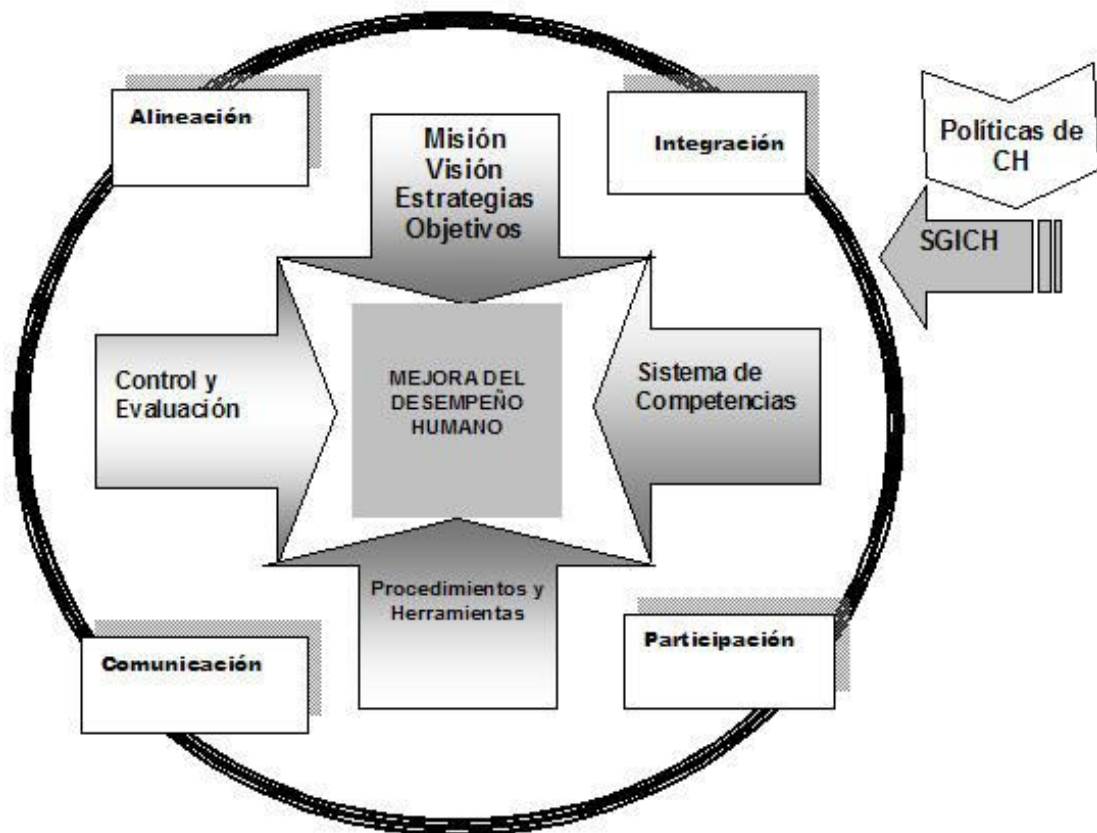 Alineación
Integración
Políticas de
CH
SGICH
Misión
Visión
Estrategias
Objetivos
Control y
Evaluación
MEJORA DEL
DESEMPEÑO
HUMANO
Sistema de
Competencias
Procedimientos y
Herramientas
Comunicación
Participación